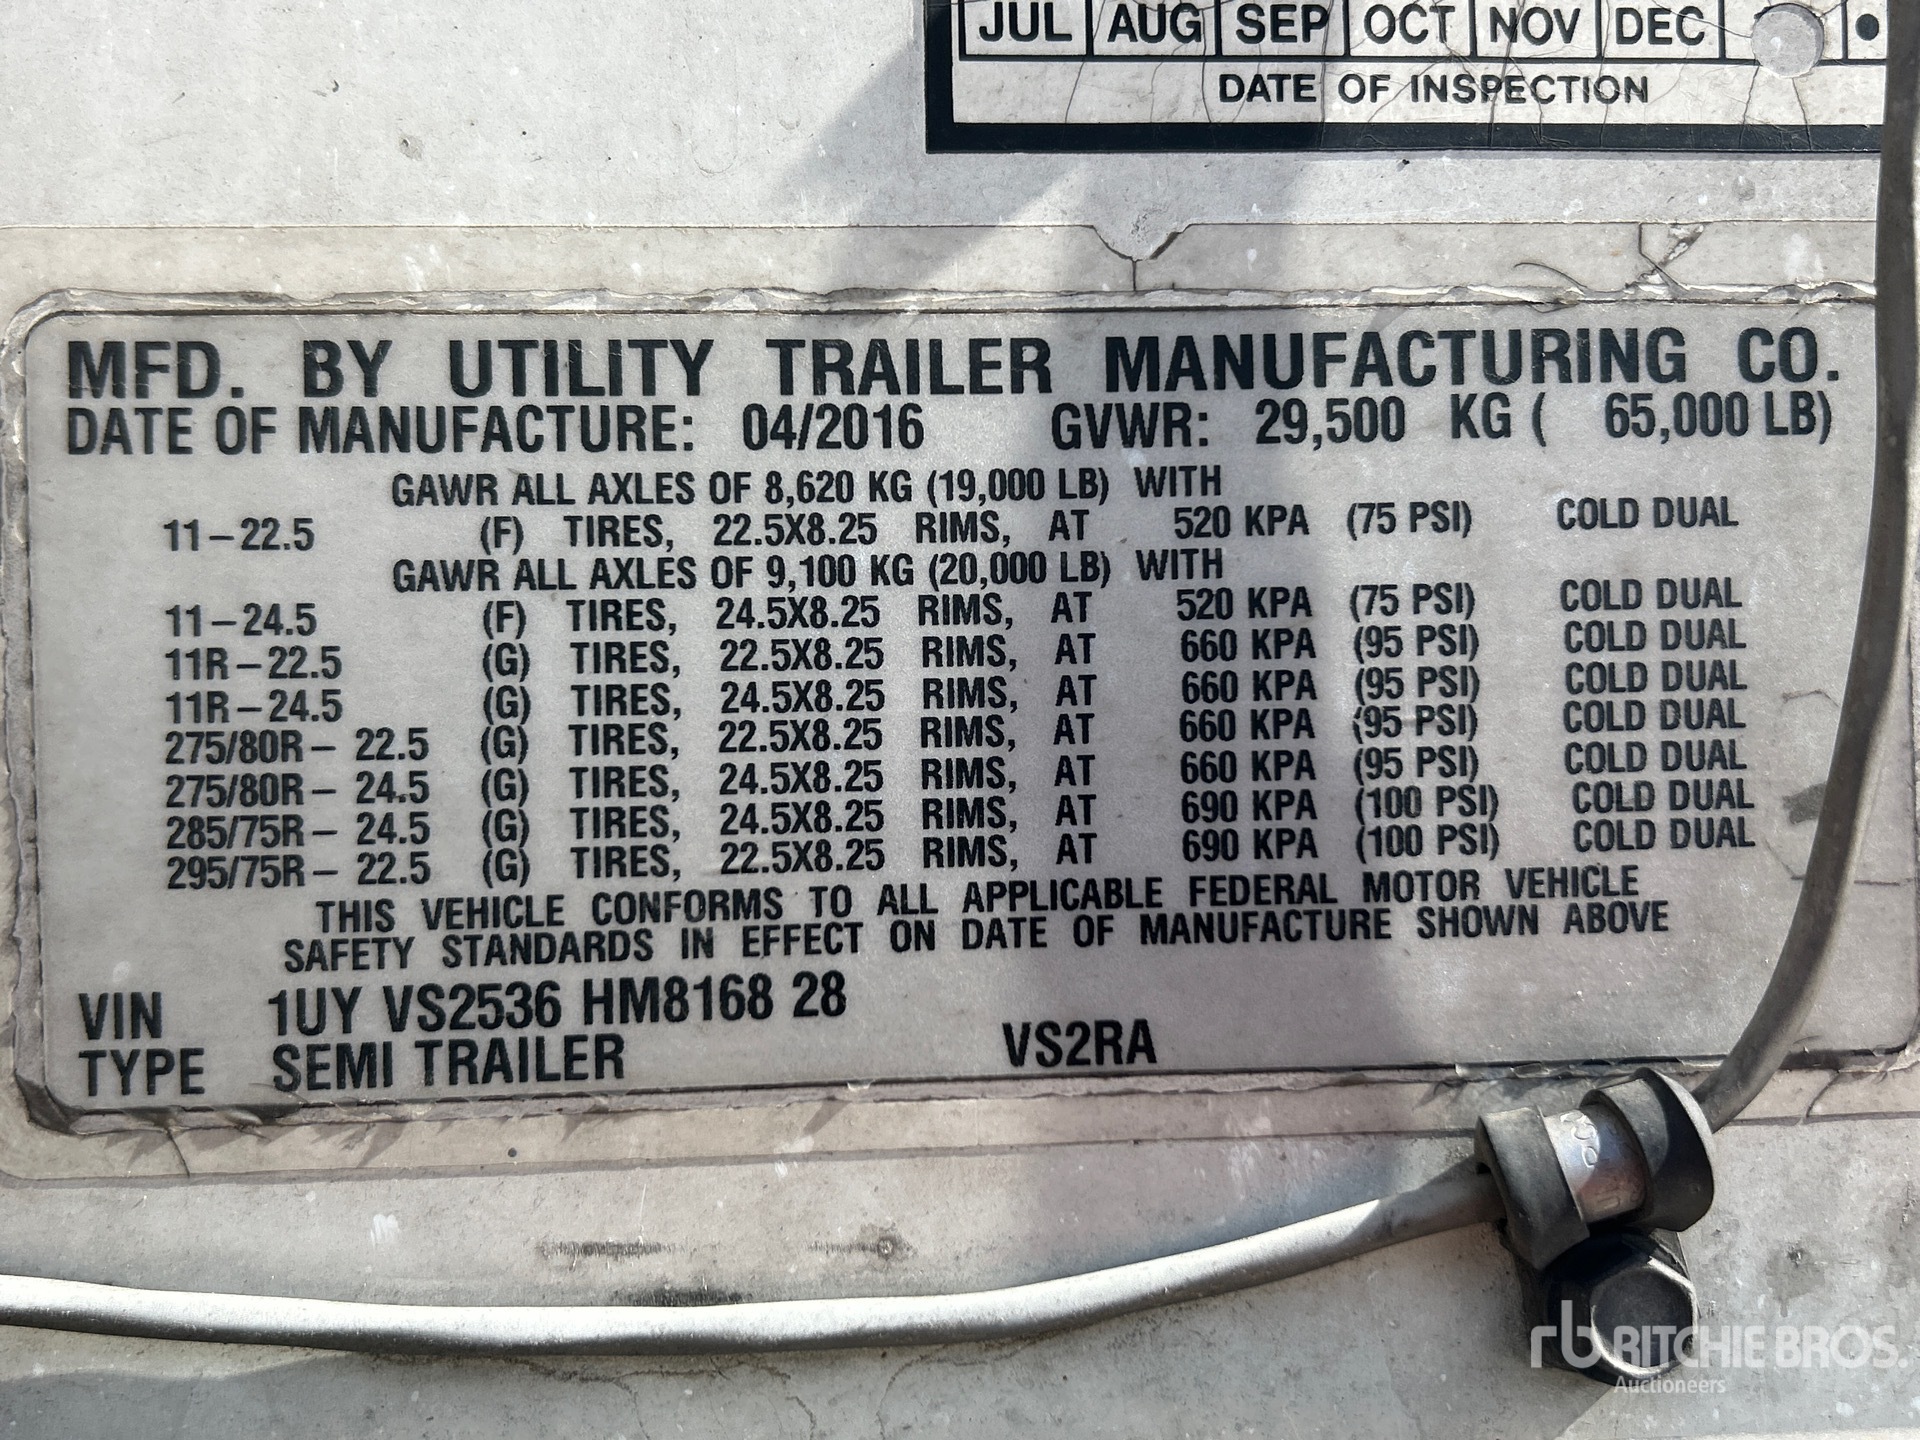 JUL AUG SEP OCT NOV DEC
DATE OF INSPECTION
MFD. BY UTILITY TRAILER MANUFACTURING CO.
DATE OF MANUFACTURE: 04/2016 GVWR: 29,500 KG ( 65,000 LB)
GAWR ALL AXLES OF 8,620 KG (19,000 LB) WITH
11-22.5 (F) TIRES, 22.5X8.25 RIMS, AT 520 KPA (75 PSI) COLD DUAL
GAWR ALL AXLES OF 9,100 KG (20,000 LB) WITH
11-24.5 (F) TIRES, 24.5X8.25 RIMS, AT 520 KPA (75 PSI) COLD DUAL
11R-22.5 (G) TIRES, 22.5X8.25 RIMS, AT 660 KPA (95 PSI) COLD DUAL
11R-24.5 (G) TIRES, 24.5X8.25 RIMS, AT 660 KPA (95 PSI) COLD DUAL
275/80R- 22.5 (G) TIRES, 22.5X8.25 RIMS, AT 660 KPA (95 PSI) COLD DUAL
275/80R- 24.5 (G) TIRES, 24.5X8.25 RIMS, AT 660 KPA (95 PSI) COLD DUAL
285/75R- 24.5 (G) TIRES, 24.5X8.25 RIMS, AT 690 KPA (100 PSI) COLD DUAL
295/75R- 22.5 (G) TIRES, 22.5X8.25 RIMS, AT 690 KPA (100 PSI) COLD DUAL
THIS VEHICLE CONFORMS TO ALL APPLICABLE FEDERAL MOTOR VEHICLE
SAFETY STANDARDS IN EFFECT ON DATE OF MANUFACTURE SHOWN ABOVE
VIN 1UY VS2536 HM8168 28
TYPE SEMI TRAILER VS2RA
rb RITCHIE BROS.
Auctioneers